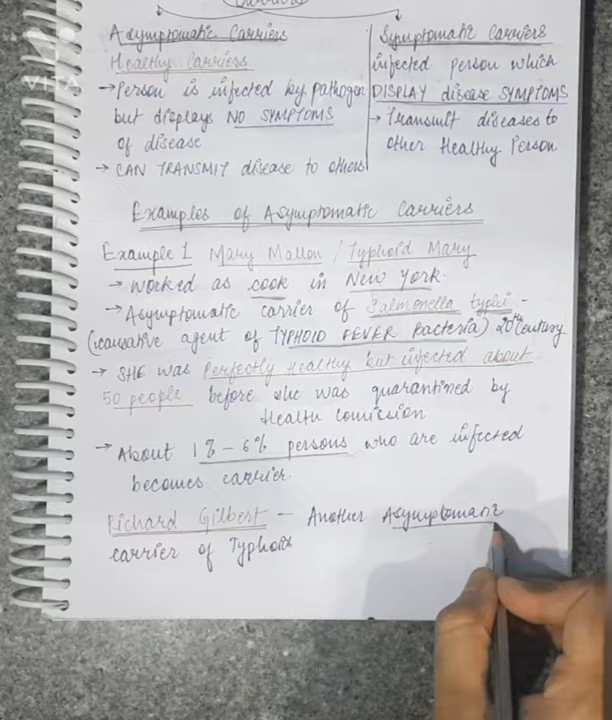 Carriers
Asymptomatic Carriers
Healthy Carriers
→ Person is infected by pathogen
but displays NO SYMPTOMS
of disease
→ CAN TRANSMIT disease to others
Symptomatic Carriers
infected person which
DISPLAY disease SYMPTOMS
→ Transmit diseases to
other Healthy Person
Examples of Asymptomatic Carriers
Example 1 Mary Mallon / Typhoid Mary
→ Worked as cook in New York.
→ Asymptomatic carrier of Salmonella typhi -
(causative agent of TYPHOID FEVER Bacteria) 20th Century
→ SHE was Perfectly Healthy but infected about
50 people before she was quarantined by
Health comission
→ About 1% - 6% persons who are infected
becomes carrier
Richard Gilbert - Another Asymptomatic
carrier of Typhoid
VITA